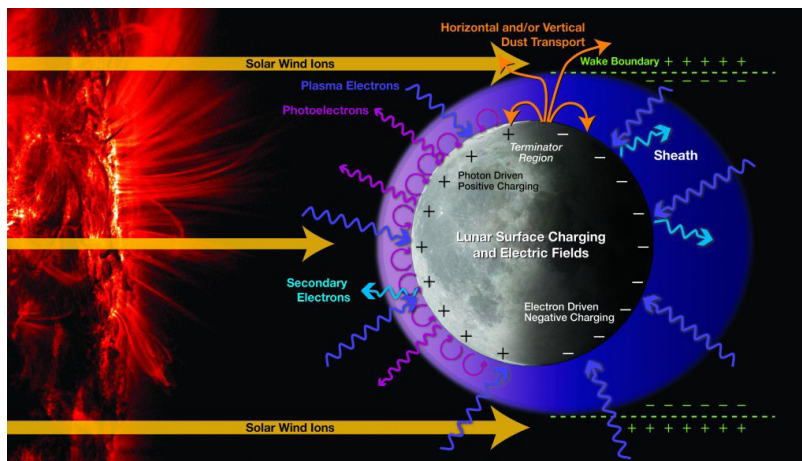 Horizontal and/or Vertical
Dust Transport
Solar Wind Ions
Wake Boundary + + + + +
− − − −
Plasma Electrons
Photoelectrons
Terminator
Region
Sheath
Photon Driven
Positive Charging
Lunar Surface Charging
and Electric Fields
Secondary
Electrons
Electron Driven
Negative Charging
Solar Wind Ions
− − − − −
+ + + + + + +